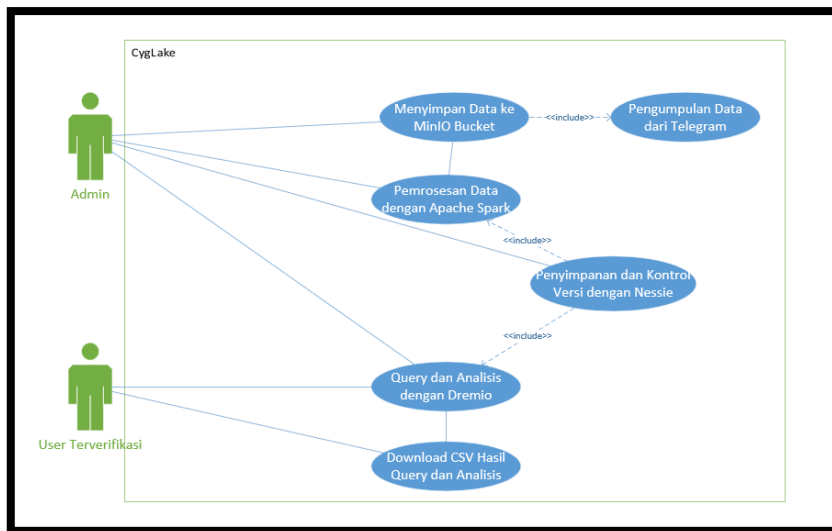 CygLake
Menyimpan Data ke
MinIO Bucket
<<include>>
Pengumpulan Data
dari Telegram
Admin
Pemrosesan Data
dengan Apache Spark
<<include>>
Penyimpanan dan Kontrol
Versi dengan Nessie
<<include>>
Query dan Analisis
dengan Dremio
User Terverifikasi
Download CSV Hasil
Query dan Analisis